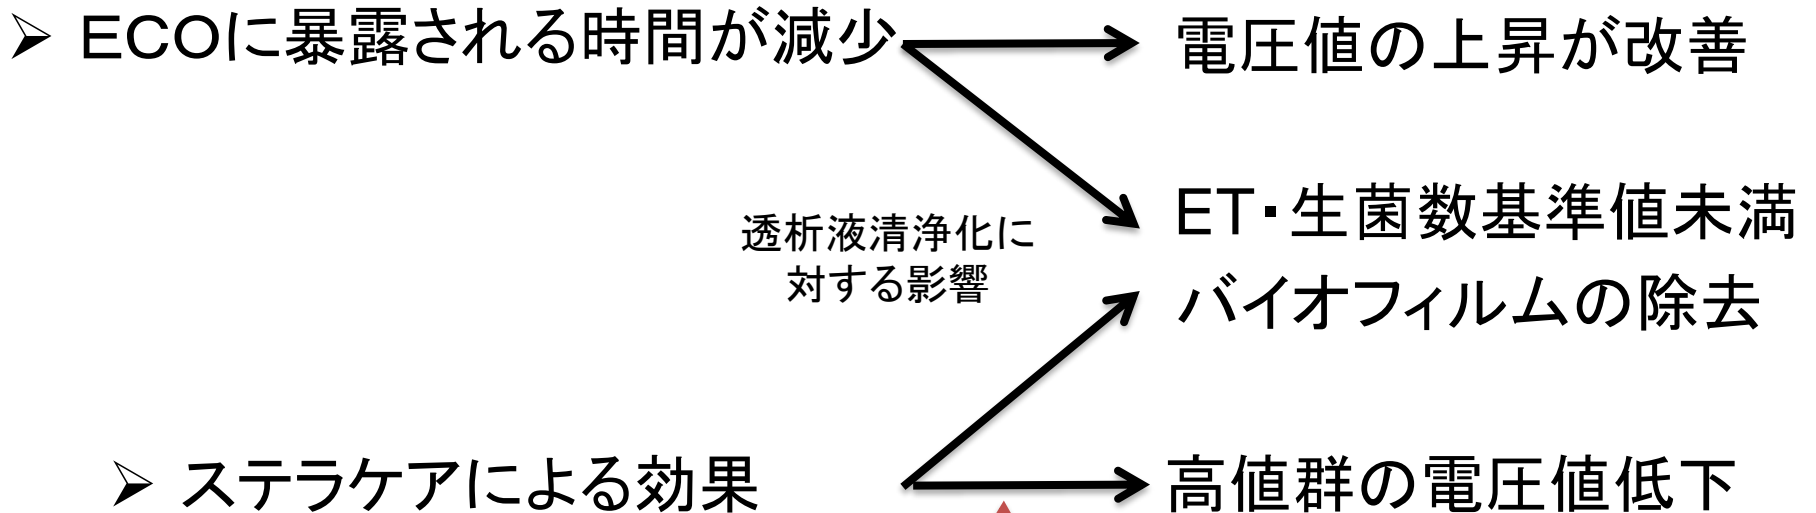 ➢ ECOに暴露される時間が減少
電圧値の上昇が改善
透析液清浄化に
対する影響
ET・生菌数基準値未満
バイオフィルムの除去
➢ ステラケアによる効果
高値群の電圧値低下